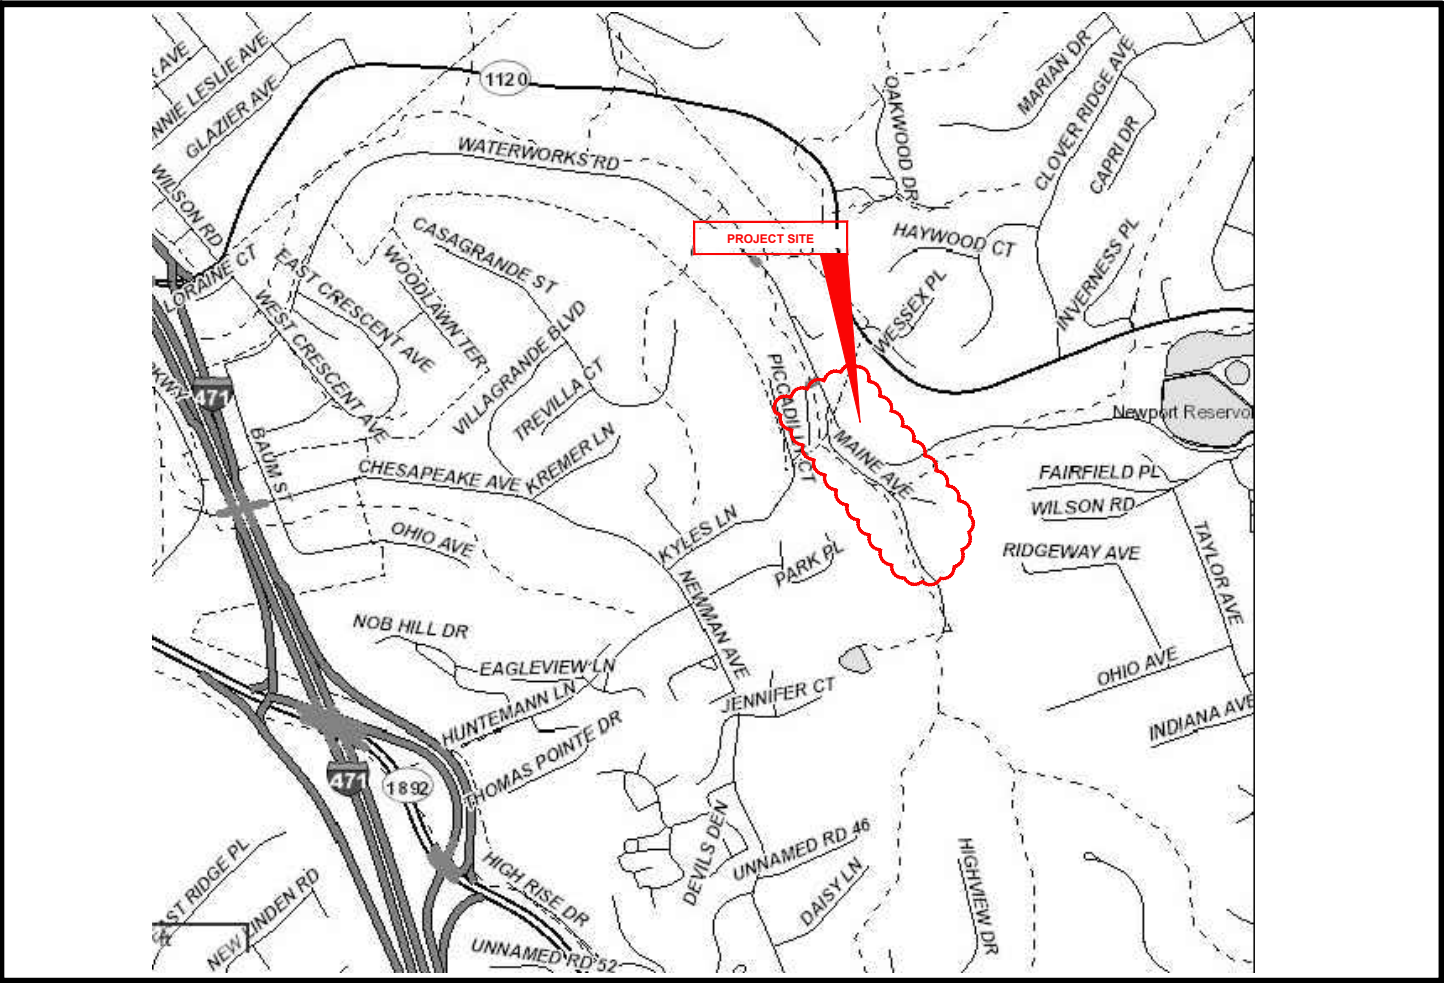 AVE
NNIE LESLIE AVE
GLAZIER AVE
1120
MARIAN DR
CLOVER RIDGE AVE
CAPRI DR
OAKWOOD DR
WATERWORKS RD
WILSON RD
LORAINE CT
CASAGRANDE ST
PROJECT SITE
HAYWOOD CT
INVERNESS PL
WESSEX PL
EAST CRESCENT AVE
WOODLAWN TER
WEST CRESCENT AVE
VILLAGRANDE BLVD
TREVILLA CT
PICCADILLY CT
KWAY
471
Newport Reservo
MAINE AVE
BAUM ST
CHESAPEAKE AVE
KREMER LN
FAIRFIELD PL
WILSON RD
OHIO AVE
KYLES LN
PARK PL
RIDGEWAY AVE
TAYLOR AVE
NEWMAN AVE
NOB HILL DR
EAGLEVIEW LN
HUNTEMANN LN
JENNIFER CT
OHIO AVE
INDIANA AVE
THOMAS POINTE DR
471
1892
DEVILS DEN
UNNAMED RD 46
DAISY LN
HIGHVIEW DR
HIGH RISE DR
AST RIDGE PL
NEW LINDEN RD
UNNAMED RD 52